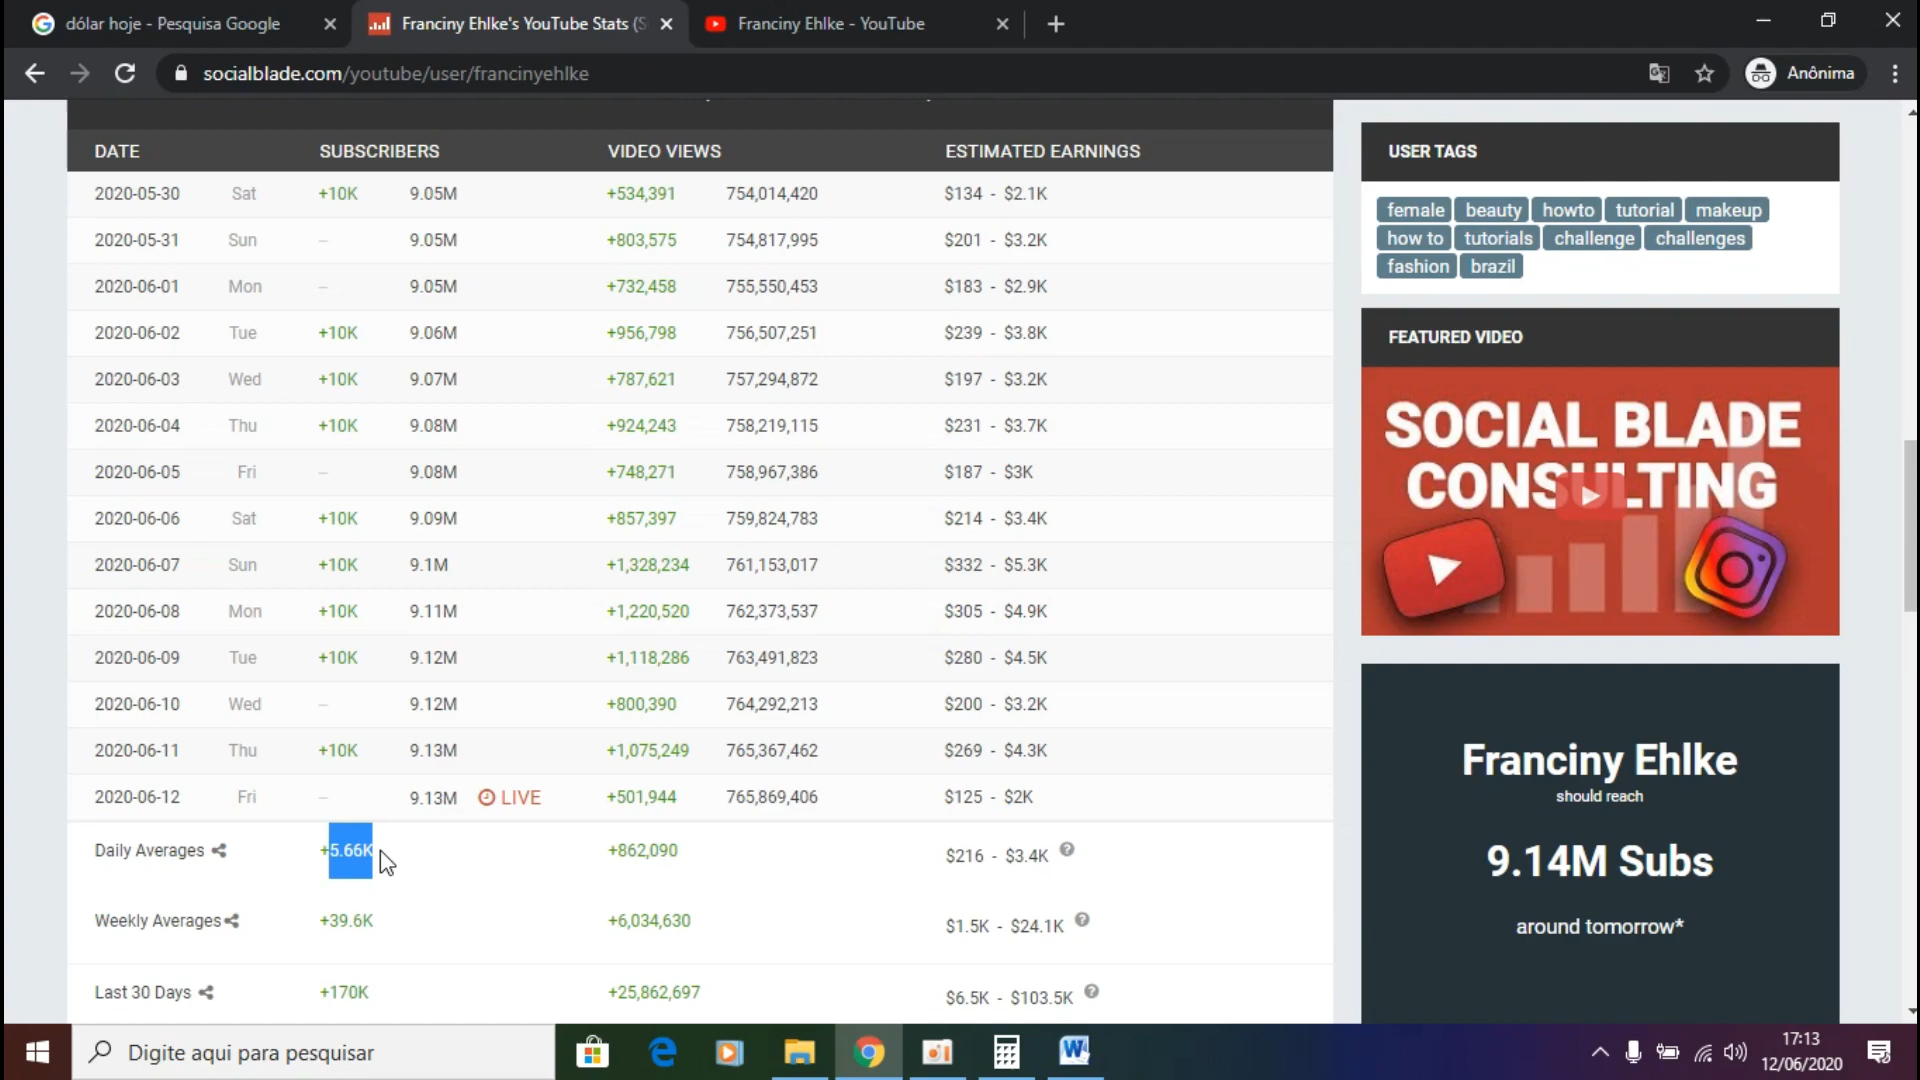 dólar hoje - Pesquisa Google
Franciny Ehlke's YouTube Stats (S
Franciny Ehlke - YouTube
socialblade.com/youtube/user/francinyehlke
Anônima
DATE SUBSCRIBERS VIDEO VIEWS ESTIMATED EARNINGS
2020-05-30 Sat +10K 9.05M +534,391 754,014,420 $134 - $2.1K
2020-05-31 Sun – 9.05M +803,575 754,817,995 $201 - $3.2K
2020-06-01 Mon – 9.05M +732,458 755,550,453 $183 - $2.9K
2020-06-02 Tue +10K 9.06M +956,798 756,507,251 $239 - $3.8K
2020-06-03 Wed +10K 9.07M +787,621 757,294,872 $197 - $3.2K
2020-06-04 Thu +10K 9.08M +924,243 758,219,115 $231 - $3.7K
2020-06-05 Fri – 9.08M +748,271 758,967,386 $187 - $3K
2020-06-06 Sat +10K 9.09M +857,397 759,824,783 $214 - $3.4K
2020-06-07 Sun +10K 9.1M +1,328,234 761,153,017 $332 - $5.3K
2020-06-08 Mon +10K 9.11M +1,220,520 762,373,537 $305 - $4.9K
2020-06-09 Tue +10K 9.12M +1,118,286 763,491,823 $280 - $4.5K
2020-06-10 Wed – 9.12M +800,390 764,292,213 $200 - $3.2K
2020-06-11 Thu +10K 9.13M +1,075,249 765,367,462 $269 - $4.3K
2020-06-12 Fri – 9.13M LIVE +501,944 765,869,406 $125 - $2K
Daily Averages +5.66K +862,090 $216 - $3.4K
Weekly Averages +39.6K +6,034,630 $1.5K - $24.1K
Last 30 Days +170K +25,862,697 $6.5K - $103.5K
USER TAGS
female beauty howto tutorial makeup
how to tutorials challenge challenges
fashion brazil
FEATURED VIDEO
SOCIAL BLADE
CONSULTING
Franciny Ehlke
should reach
9.14M Subs
around tomorrow*
Digite aqui para pesquisar
17:13
12/06/2020